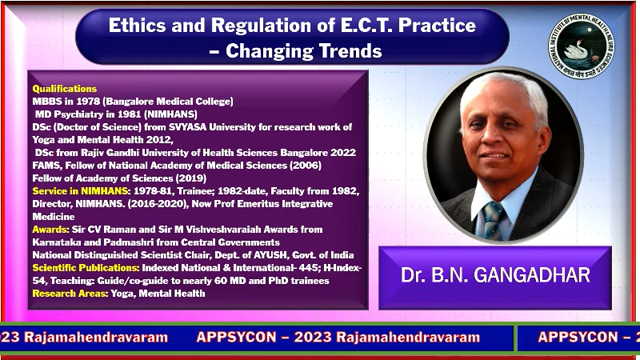 Ethics and Regulation of E.C.T. Practice
– Changing Trends
Qualifications
MBBS in 1978 (Bangalore Medical College)
MD Psychiatry in 1981 (NIMHANS)
DSc (Doctor of Science) from SVYASA University for research work of
Yoga and Mental Health 2012,
DSc from Rajiv Gandhi University of Health Sciences Bangalore 2022
FAMS, Fellow of National Academy of Medical Sciences (2006)
Fellow of Academy of Sciences (2019)
Service in NIMHANS: 1978-81, Trainee; 1982-date, Faculty from 1982,
Director, NIMHANS. (2016-2020), Now Prof Emeritus Integrative
Medicine
Awards: Sir CV Raman and Sir M Vishveshvaraiah Awards from
Karnataka and Padmashri from Central Governments
National Distinguished Scientist Chair, Dept. of AYUSH, Govt. of India
Scientific Publications: Indexed National & International- 445; H-Index-
54, Teaching: Guide/co-guide to nearly 60 MD and PhD trainees
Research Areas: Yoga, Mental Health
Dr. B.N. GANGADHAR
023 Rajamahendravaram APPSYCON – 2023 Rajamahendravaram APPSYCON – 2